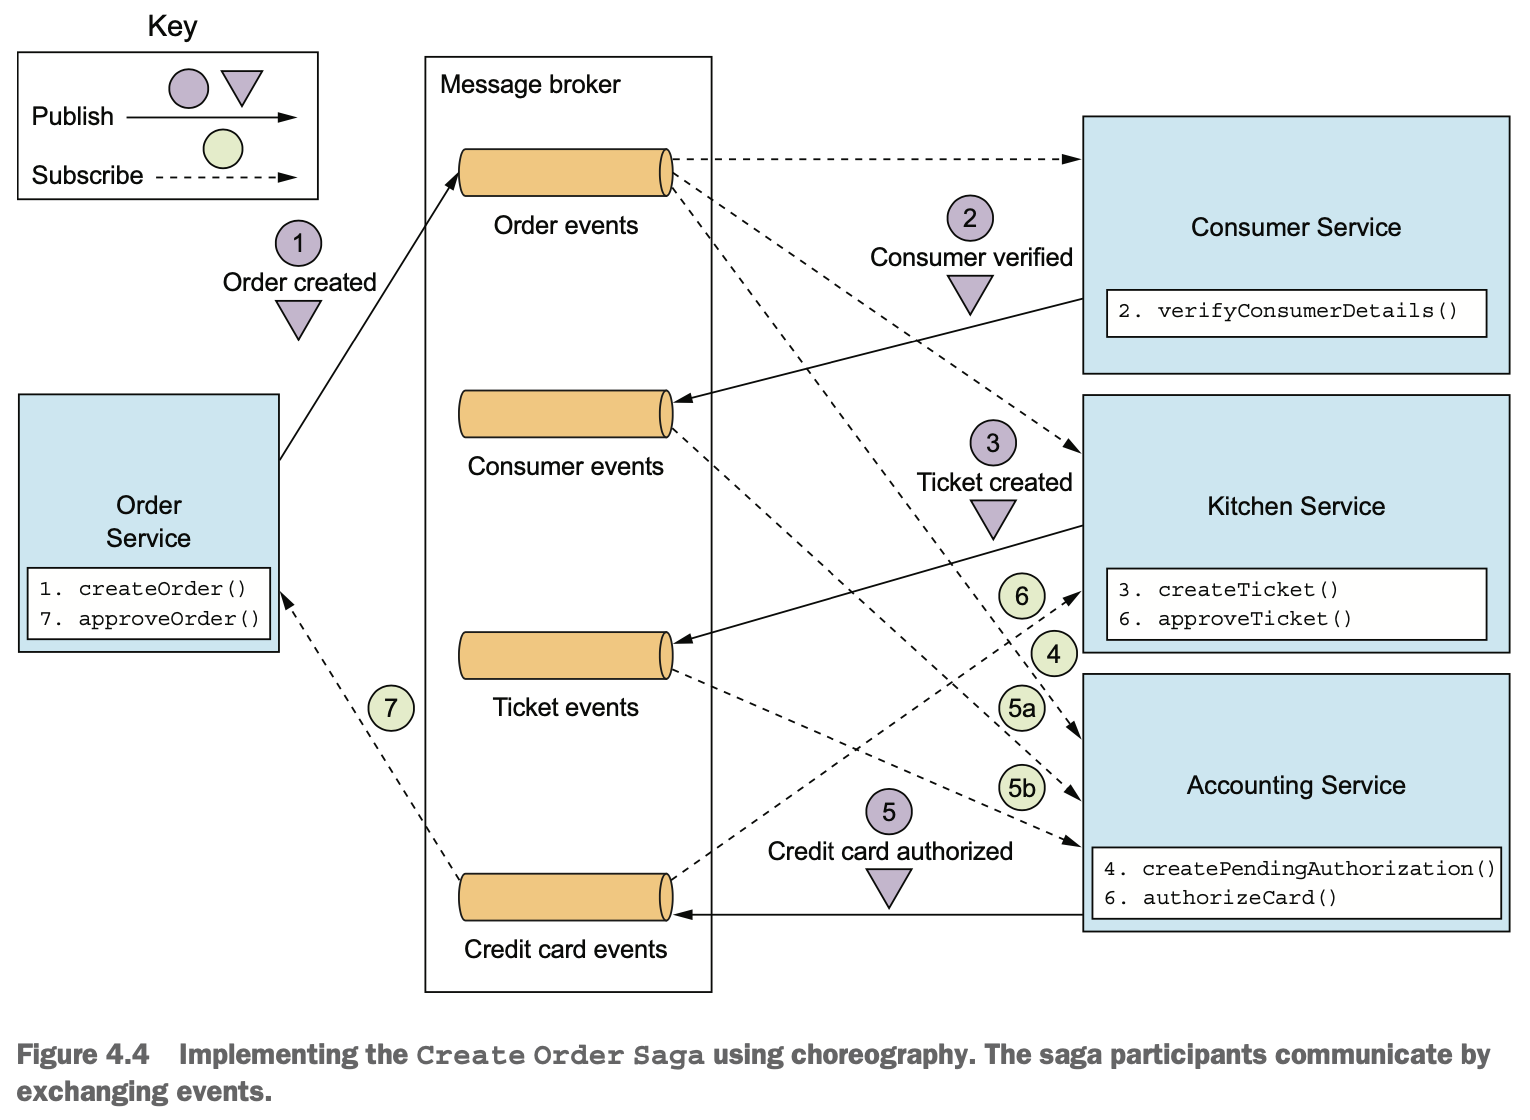 Key
Publish
Subscribe
Message broker
1
Order created
Order events
2
Consumer verified
Consumer Service
2. verifyConsumerDetails()
Consumer events
3
Ticket created
Kitchen Service
3. createTicket()
6. approveTicket()
Order
Service
1. createOrder()
7. approveOrder()
6
4
Ticket events
7
5a
5b
Accounting Service
4. createPendingAuthorization()
6. authorizeCard()
5
Credit card authorized
Credit card events
Figure 4.4 Implementing the Create Order Saga using choreography. The saga participants communicate by
exchanging events.